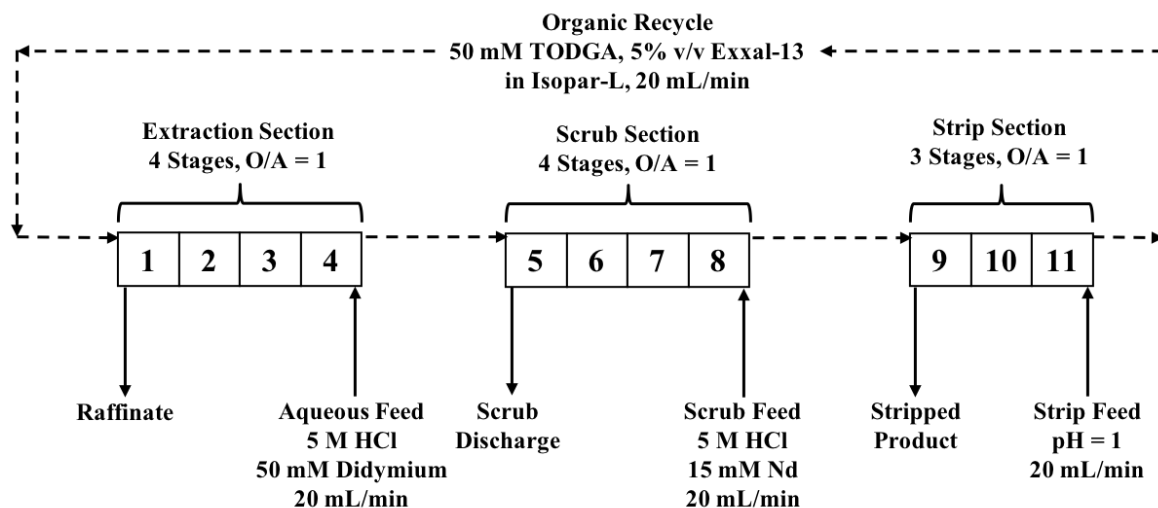 Organic Recycle
50 mM TODGA, 5% v/v Exxal-13
in Isopar-L, 20 mL/min
Extraction Section
4 Stages, O/A = 1
Scrub Section
4 Stages, O/A = 1
Strip Section
3 Stages, O/A = 1
1 2 3 4
5 6 7 8
9 10 11
Raffinate
Aqueous Feed
5 M HCl
50 mM Didymium
20 mL/min
Scrub
Discharge
Scrub Feed
5 M HCl
15 mM Nd
20 mL/min
Stripped
Product
Strip Feed
pH = 1
20 mL/min